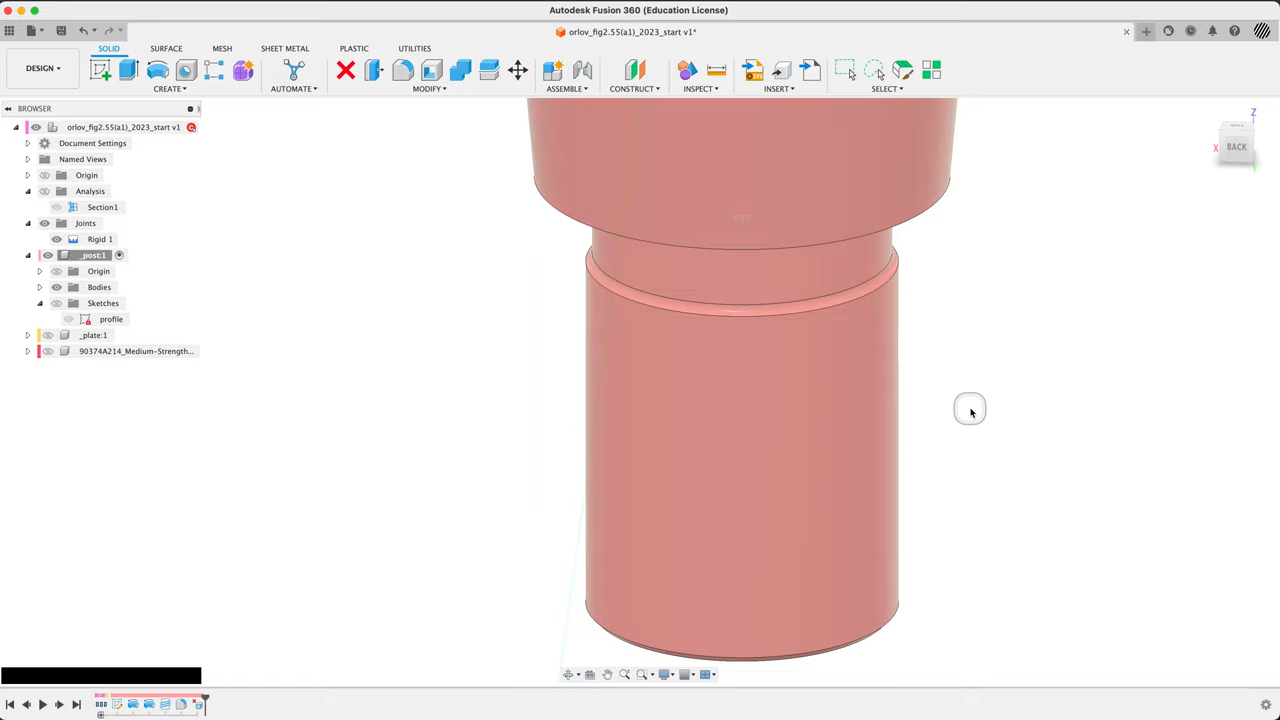 Autodesk Fusion 360 (Education License)
orlov_fig2.55(a1)_2023_start v1*
SOLID
SURFACE
MESH
SHEET METAL
PLASTIC
UTILITIES
DESIGN
CREATE
AUTOMATE
MODIFY
ASSEMBLE
CONSTRUCT
INSPECT
INSERT
SELECT
BROWSER
orlov_fig2.55(a1)_2023_start v1
Document Settings
Named Views
Origin
Analysis
Section1
Joints
Rigid 1
_post:1
Origin
Bodies
Sketches
profile
_plate:1
90374A214_Medium-Strength...
Z
X
BACK